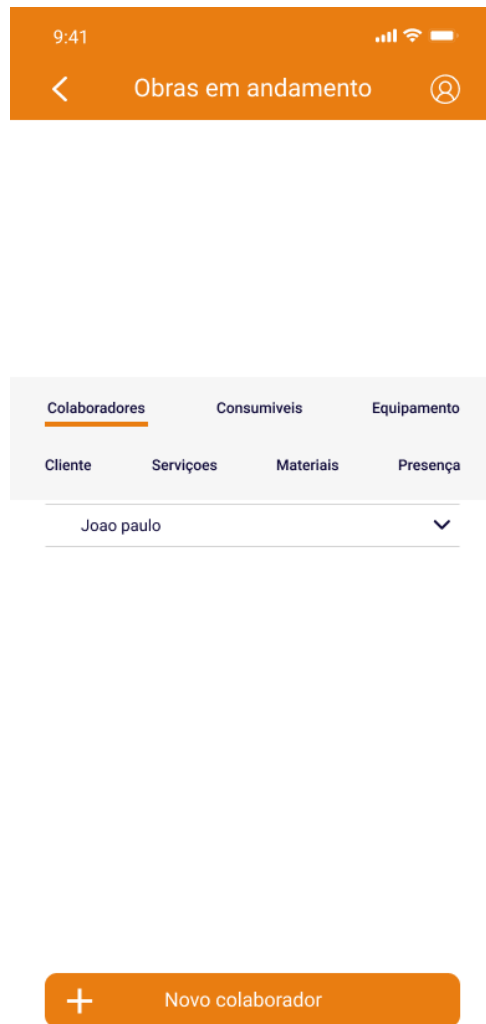 9:41
Obras em andamento
Colaboradores Consumiveis Equipamento
Cliente Serviçoes Materiais Presença
Joao paulo
Novo colaborador